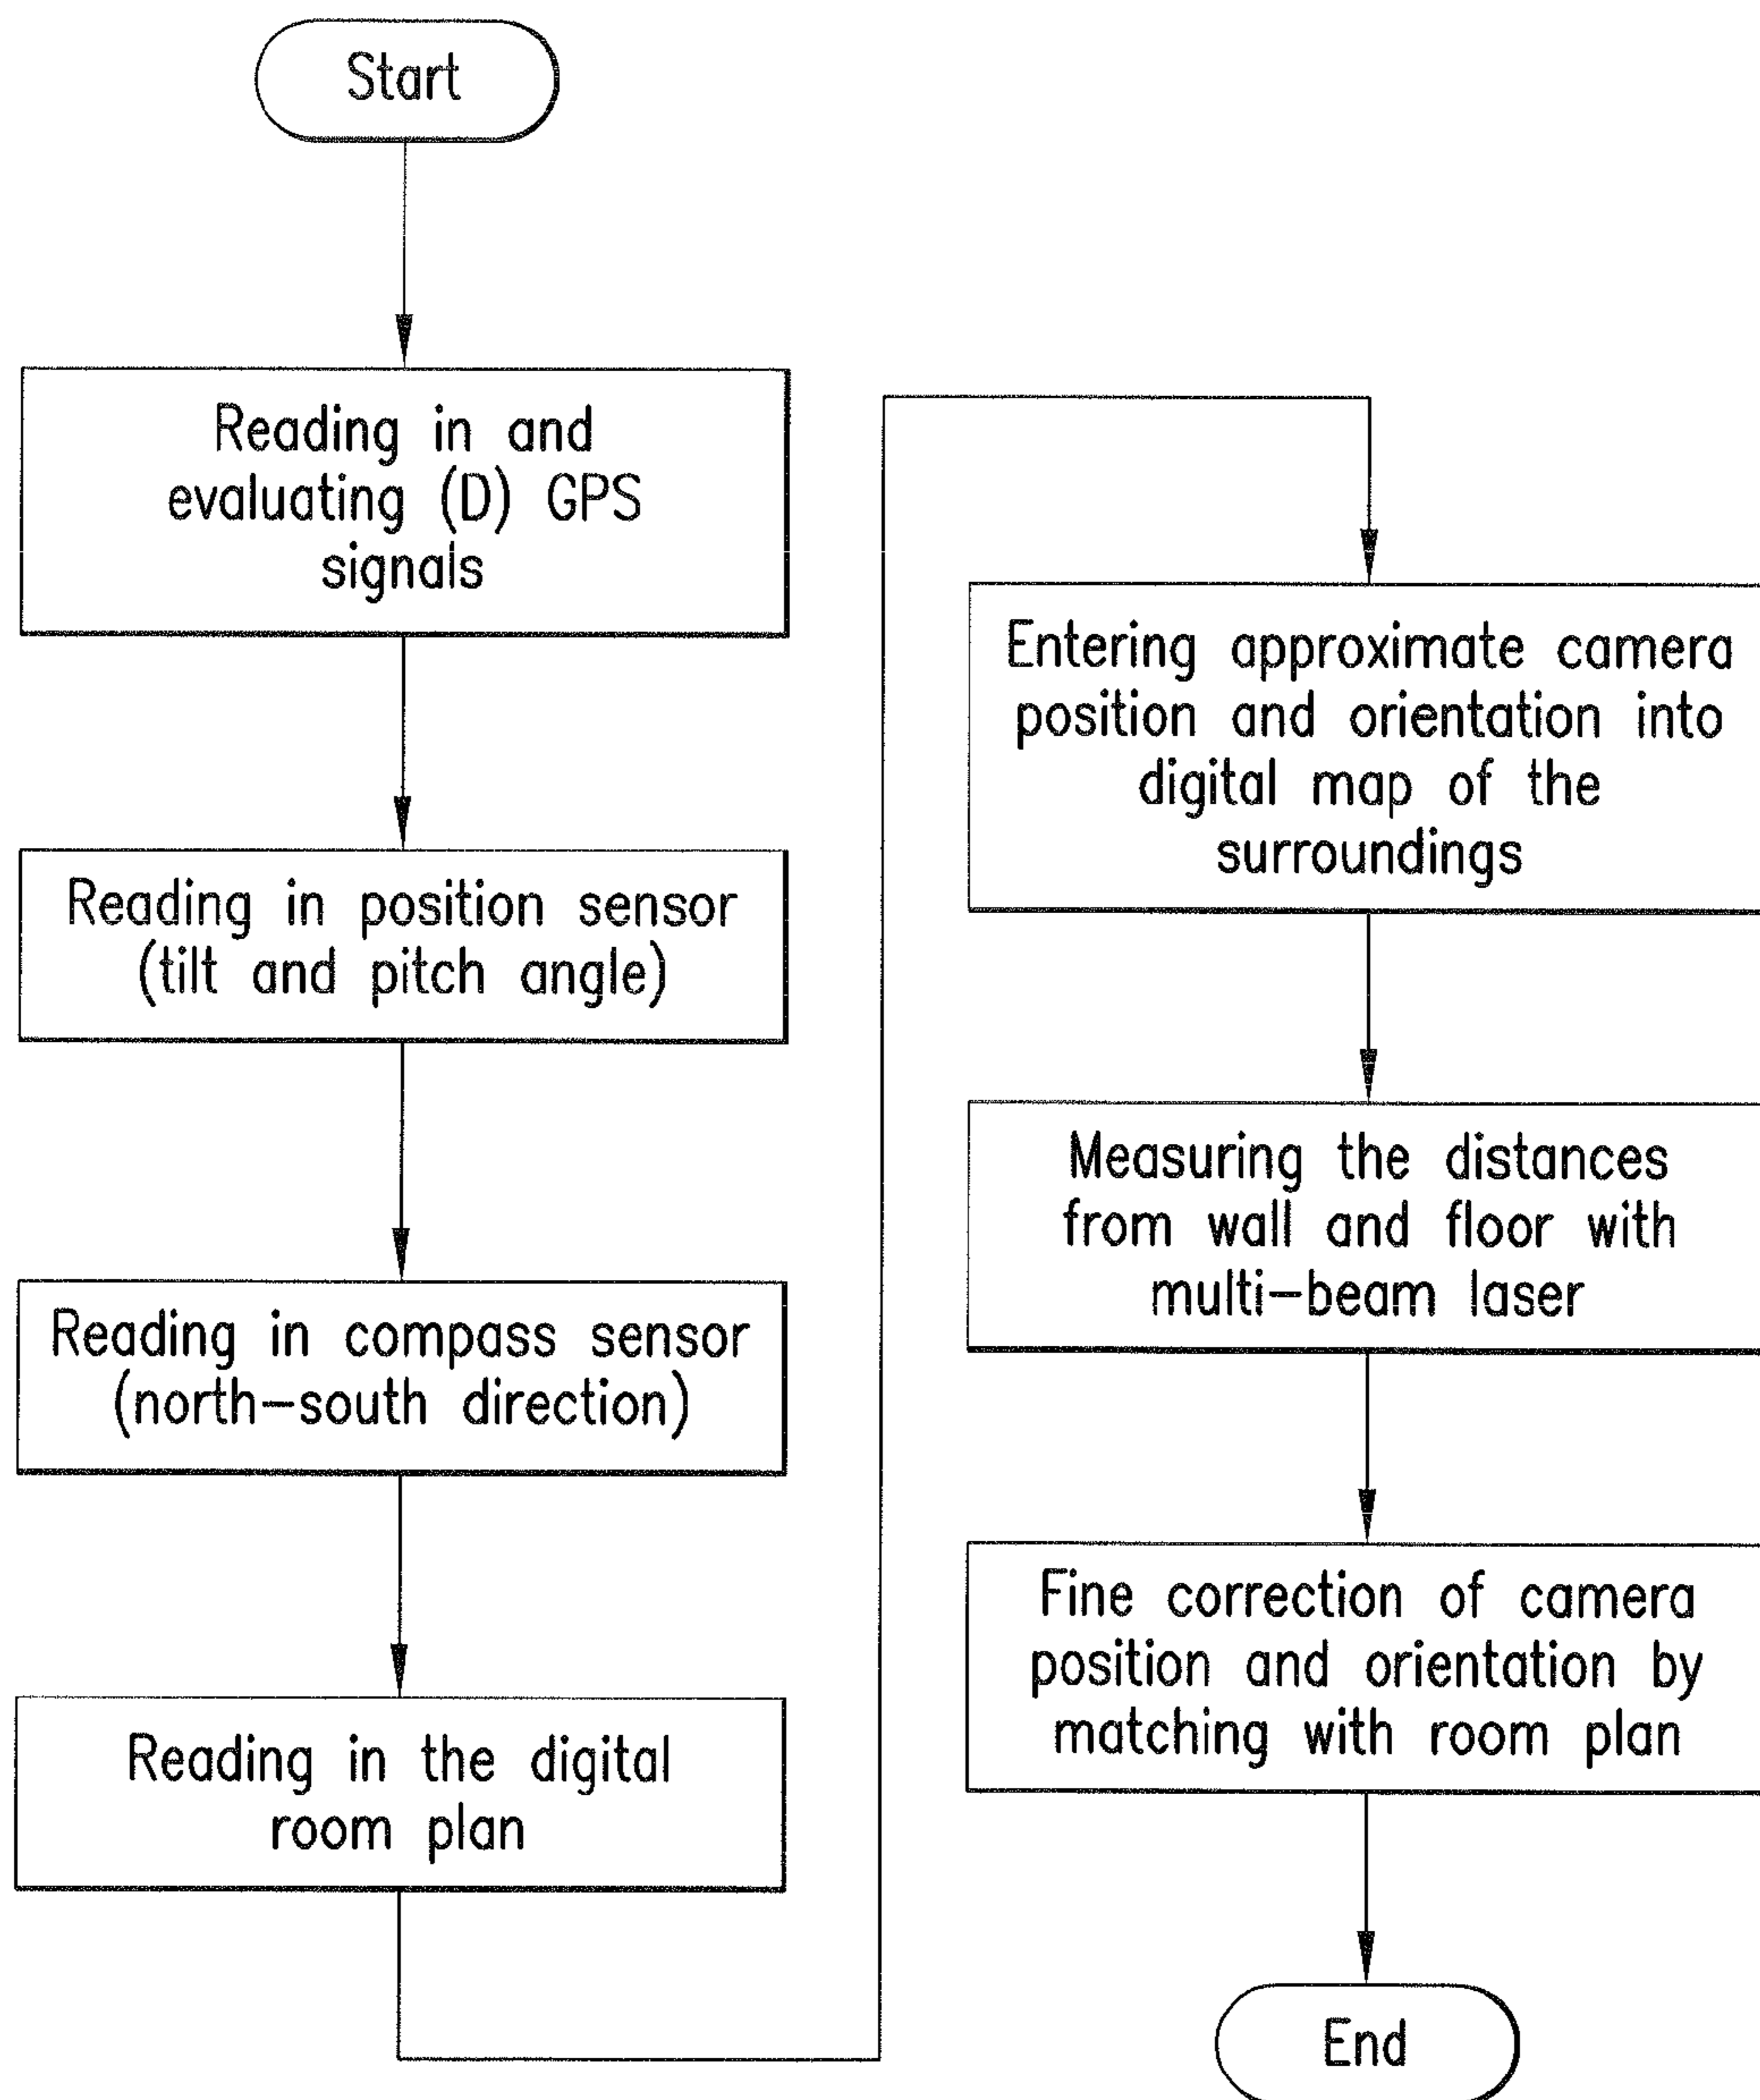 Start
Reading in and
evaluating (D) GPS
signals
Reading in position sensor
(tilt and pitch angle)
Reading in compass sensor
(north-south direction)
Reading in the digital
room plan
Entering approximate camera
position and orientation into
digital map of the
surroundings
Measuring the distances
from wall and floor with
multi-beam laser
Fine correction of camera
position and orientation by
matching with room plan
End